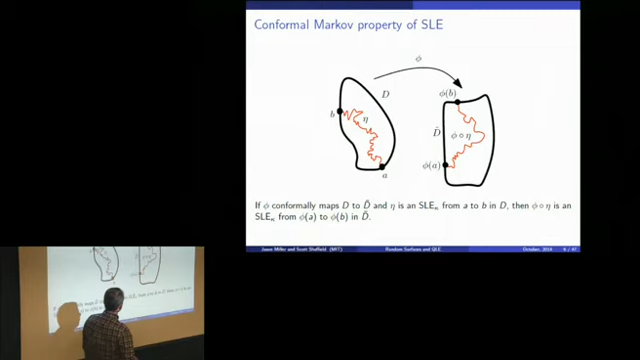 Conformal Markov property of SLE
ϕ
D
b
η
a
ϕ(b)
D̃
ϕ ∘ η
ϕ(a)
If ϕ conformally maps D to D̃ and η is an SLEκ from a to b in D, then ϕ ∘ η is an
SLEκ from ϕ(a) to ϕ(b) in D̃.
Jason Miller and Scott Sheffield (MIT)
Random Surfaces and QLE
October, 2014